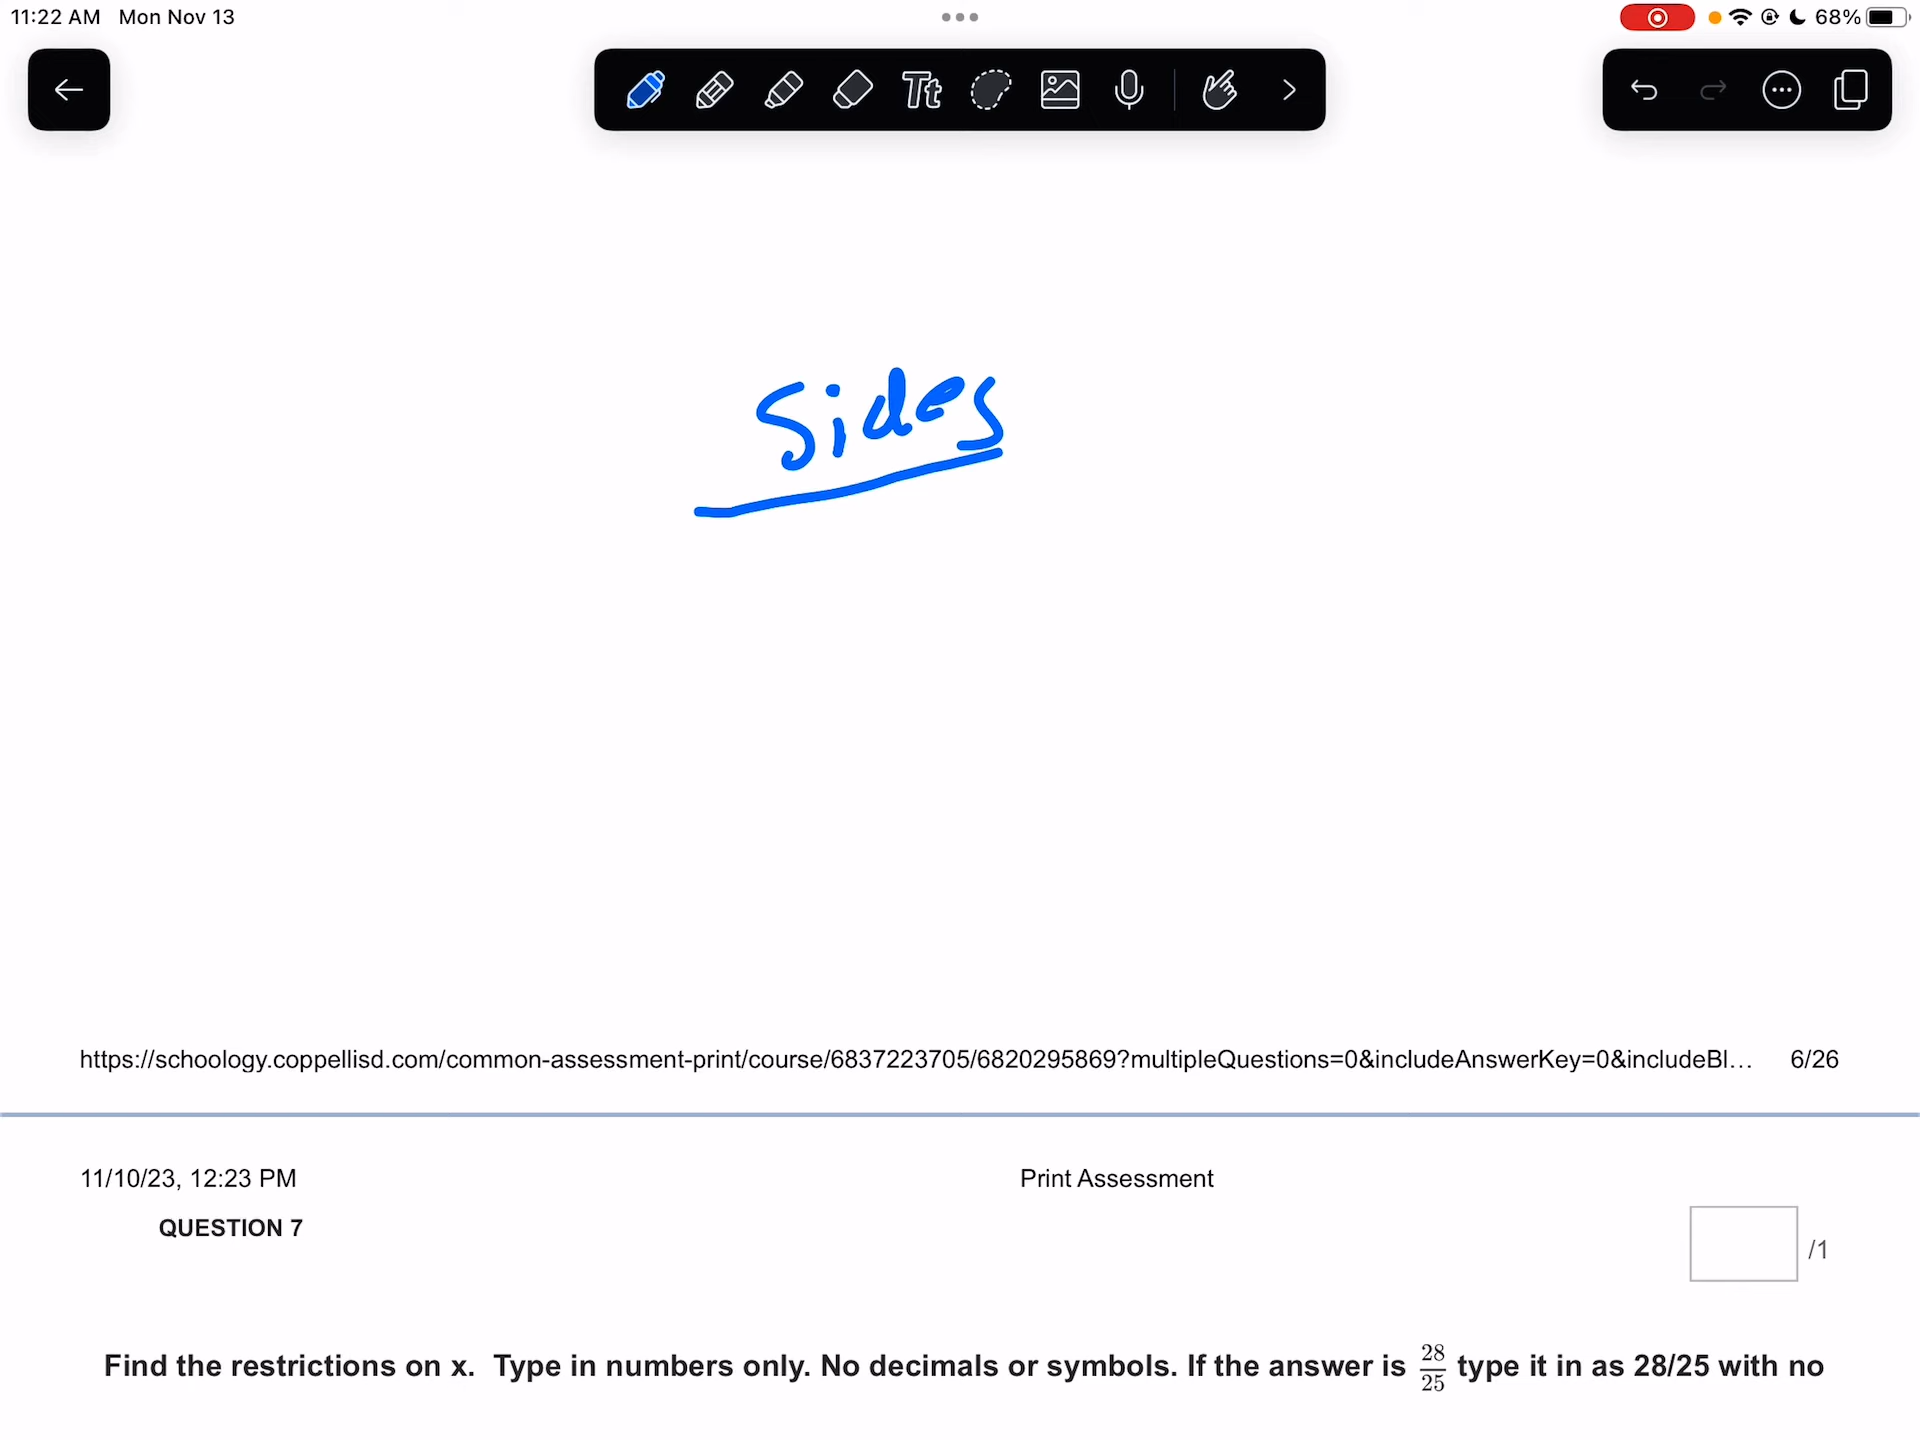 11:22 AM Mon Nov 13
68%
Tt
Sides
https://schoology.coppellisd.com/common-assessment-print/course/6837223705/6820295869?multipleQuestions=0&includeAnswerKey=0&includeBl... 6/26
11/10/23, 12:23 PM Print Assessment
QUESTION 7
/1
Find the restrictions on x. Type in numbers only. No decimals or symbols. If the answer is 28/25 type it in as 28/25 with no